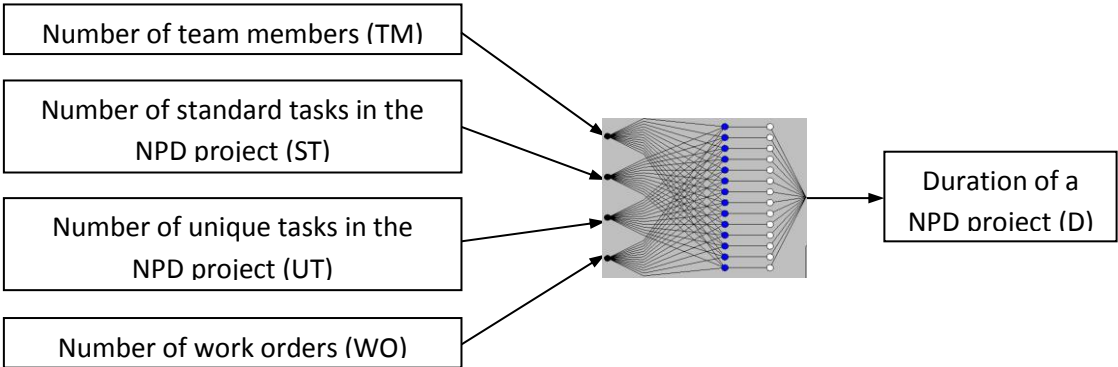 Number of team members (TM)
Number of standard tasks in the
NPD project (ST)
Number of unique tasks in the
NPD project (UT)
Number of work orders (WO)
Duration of a
NPD project (D)